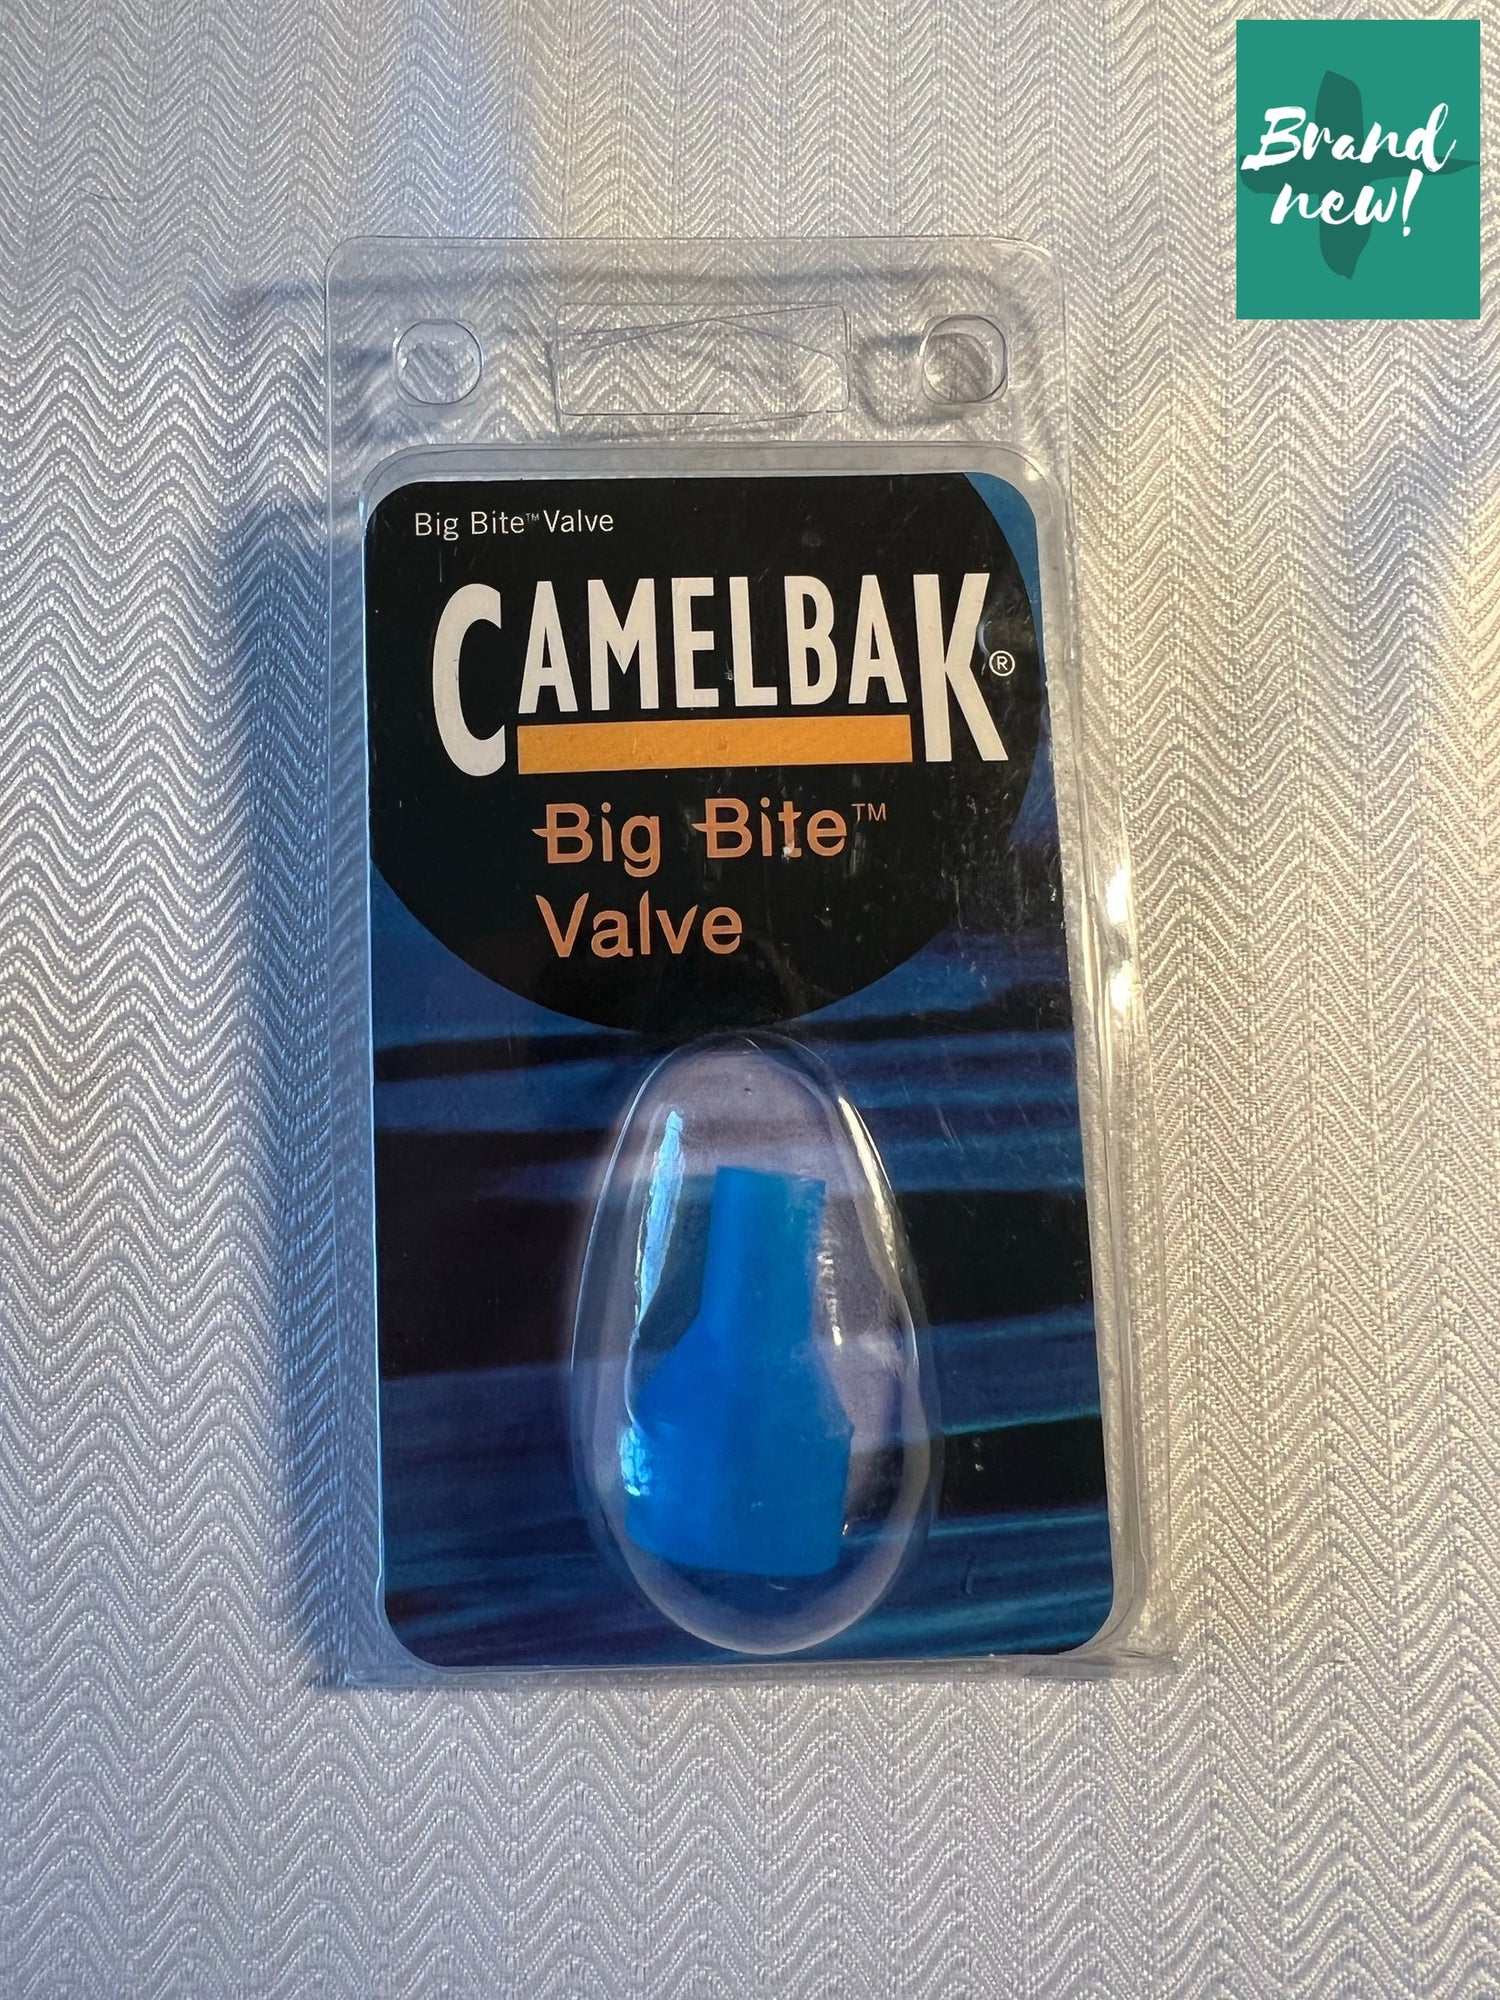 Brand
new!
Big Bite™ Valve
CAMELBAK®
Big Bite™
Valve